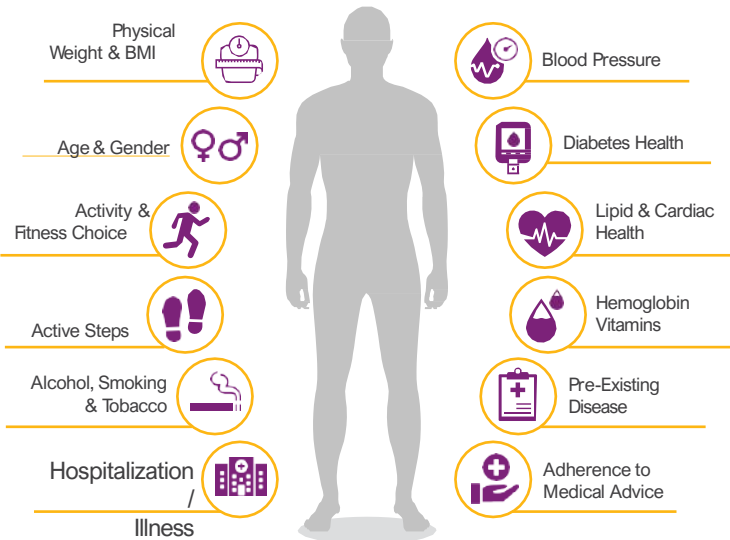 Physical
Weight & BMI
Age & Gender
Activity &
Fitness Choice
Active Steps
Alcohol, Smoking
& Tobacco
Hospitalization
/
Illness
Blood Pressure
Diabetes Health
Lipid & Cardiac
Health
Hemoglobin
Vitamins
Pre-Existing
Disease
Adherence to
Medical Advice